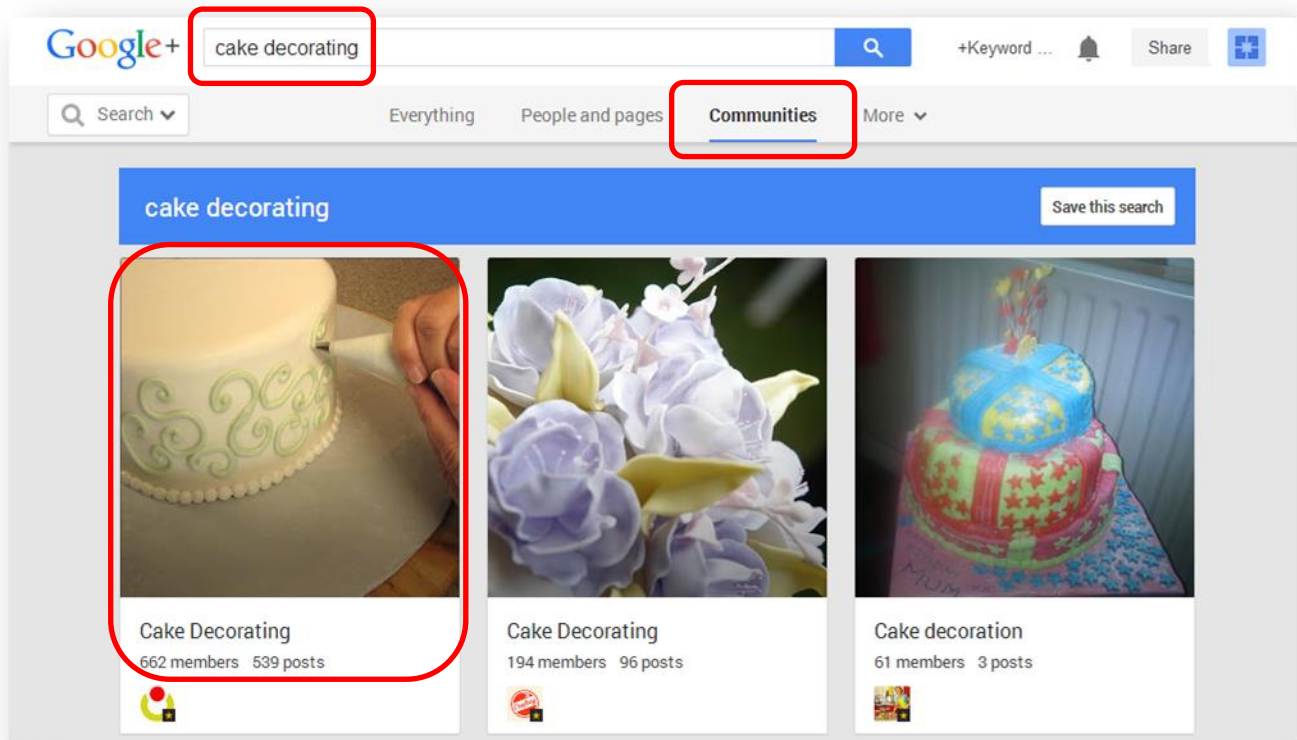 Google+ cake decorating +Keyword ... Share
Search Everything People and pages Communities More
cake decorating Save this search
MUM
Cake Decorating Cake Decorating Cake decoration
662 members 539 posts 194 members 96 posts 61 members 3 posts